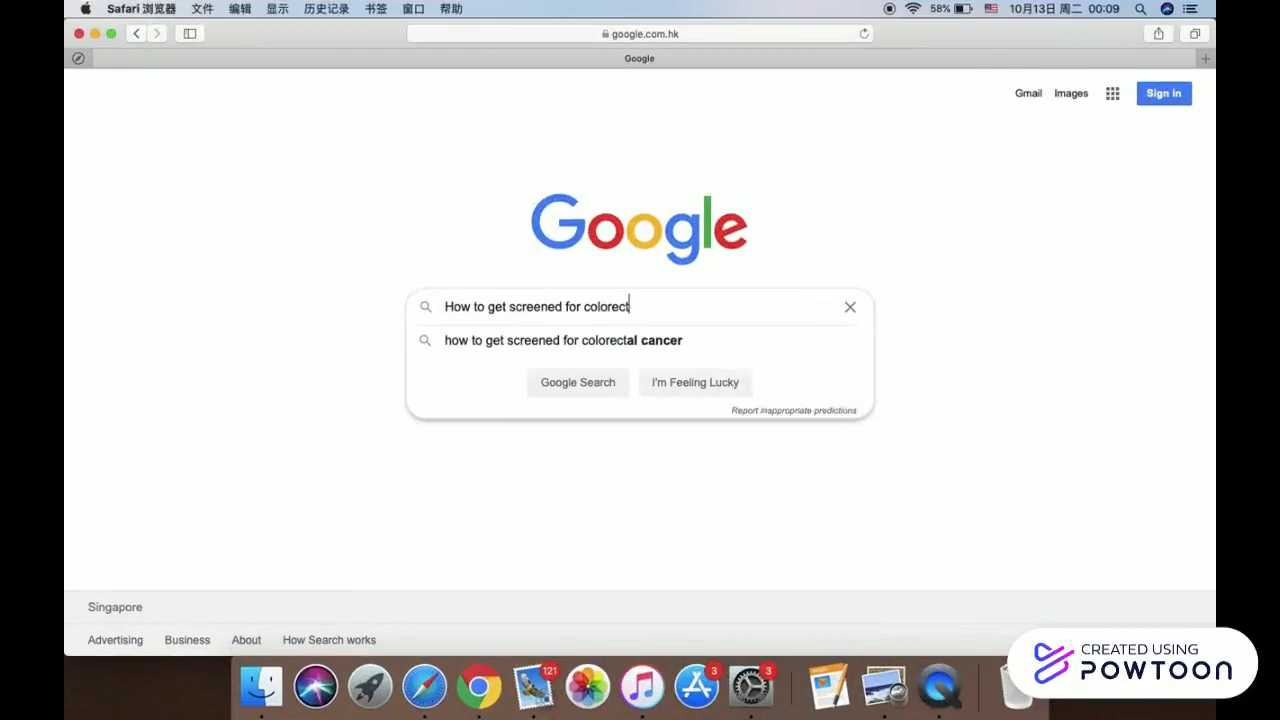 Safari 浏览器 文件 编辑 显示 历史记录 书签 窗口 帮助 58% 10月13日 周二 00:09
google.com.hk
Google
Gmail Images Sign in
Google
How to get screened for colorect
how to get screened for colorectal cancer
Google Search I'm Feeling Lucky
Report inappropriate predictions
Singapore
Advertising Business About How Search works
121 3 3
CREATED USING
POWTOON